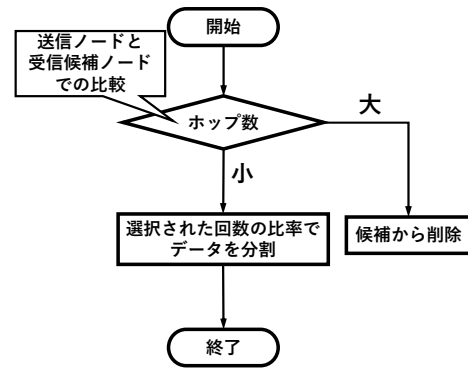 開始
送信ノードと
受信候補ノード
での比較
ホップ数
大
小
選択された回数の比率で
データを分割
候補から削除
終了